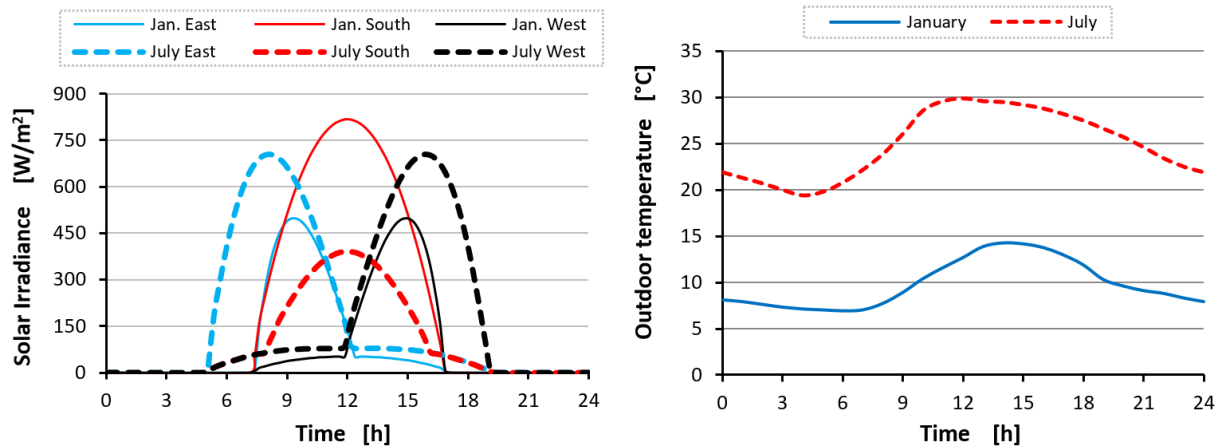 Jan. East Jan. South Jan. West
July East July South July West
Solar Irradiance [W/m²]
900
750
600
450
300
150
0
0 3 6 9 12 15 18 21 24
Time [h]
January July
Outdoor temperature [°C]
35
30
25
20
15
10
5
0
0 3 6 9 12 15 18 21 24
Time [h]